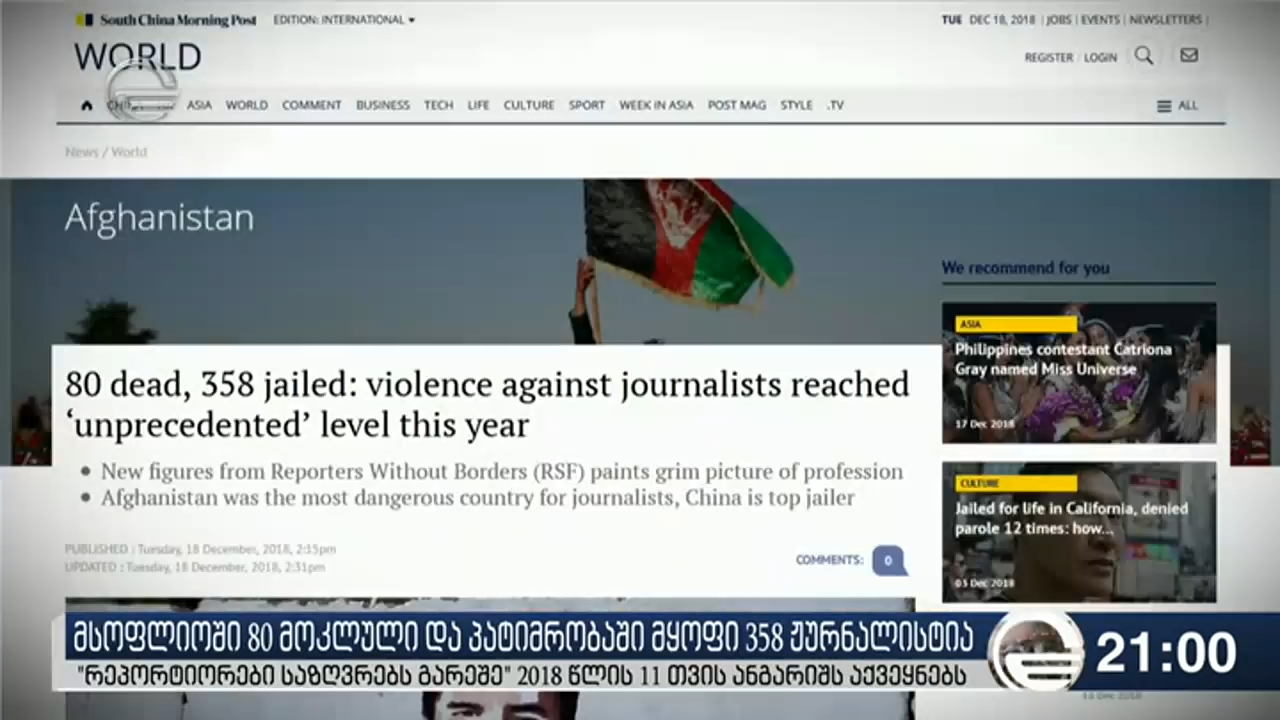 South China Morning Post
EDITION: INTERNATIONAL
TUE DEC 18, 2018 | JOBS | EVENTS | NEWSLETTERS |
WORLD
REGISTER / LOGIN
ASIA WORLD COMMENT BUSINESS TECH LIFE CULTURE SPORT WEEK IN ASIA POST MAG STYLE .TV
ALL
News / World
Afghanistan
80 dead, 358 jailed: violence against journalists reached
‘unprecedented’ level this year
• New figures from Reporters Without Borders (RSF) paints grim picture of profession
• Afghanistan was the most dangerous country for journalists, China is top jailer
PUBLISHED : Tuesday, 18 December, 2018, 2:15pm
UPDATED : Tuesday, 18 December, 2018, 2:31pm
COMMENTS: 0
We recommend for you
ASIA
Philippines contestant Catriona
Gray named Miss Universe
17 Dec 2018
CULTURE
Jailed for life in California, denied
parole 12 times: how...
03 Dec 2018
მსოფლიოში 80 მოკლული და პატიმრობაში მყოფი 358 ჟურნალისტია
"რეპორტიორები საზღვრებს გარეშე" 2018 წლის 11 თვის ანგარიშს აქვეყნებს
21:00